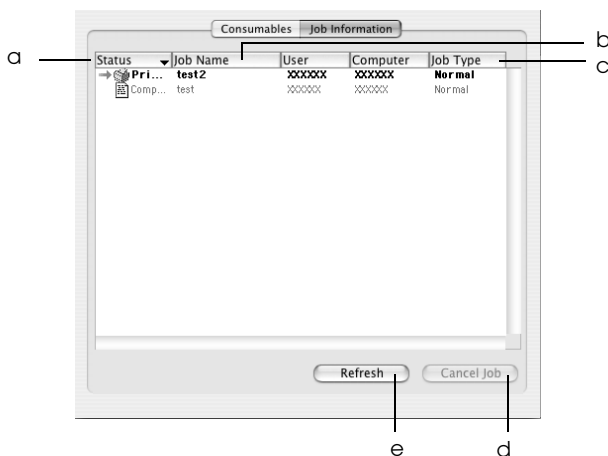 Consumables Job Information
b
a Status Job Name User Computer Job Type c
Pri... test2 XXXXXX XXXXXX Normal
Comp... test XXXXXX XXXXXX Normal
Refresh Cancel Job
e d